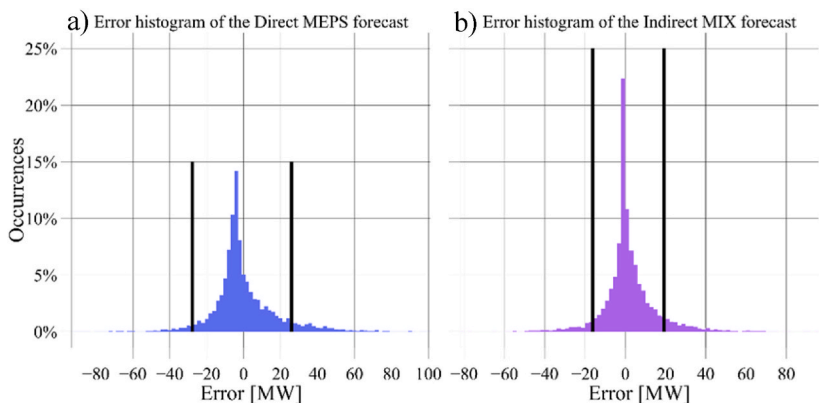 a) Error histogram of the Direct MEPS forecast
b) Error histogram of the Indirect MIX forecast
Occurrences
25%
20%
15%
10%
5%
0%
−80 −60 −40 −20 0 20 40 60 80 100
Error [MW]
−80 −60 −40 −20 0 20 40 60 80
Error [MW]